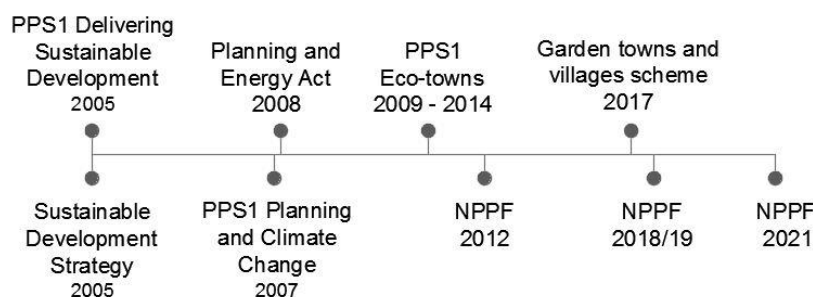 PPS1 Delivering
Sustainable
Development
2005
Planning and
Energy Act
2008
PPS1
Eco-towns
2009 - 2014
Garden towns and
villages scheme
2017
Sustainable
Development
Strategy
2005
PPS1 Planning
and Climate
Change
2007
NPPF
2012
NPPF
2018/19
NPPF
2021